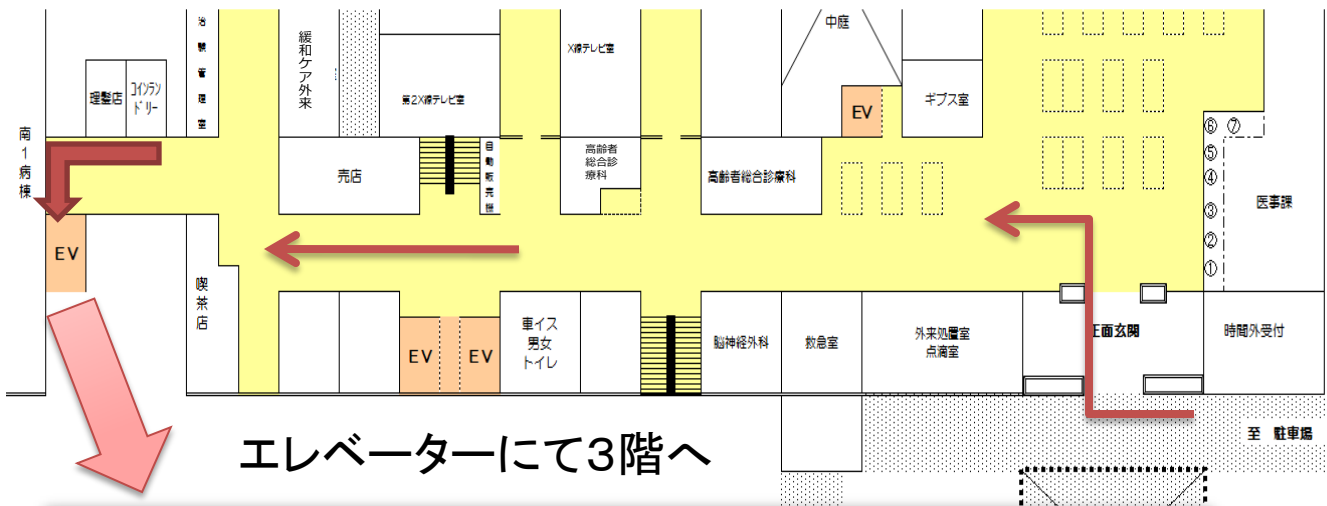 中庭
治験管理室
緩和ケア外来
X線テレビ室
理髪店
コインランドリー
第2X線テレビ室
EV
ギプス室
⑥ ⑦
⑤
④
③
②
①
医事課
南1病棟
売店
自動販売機
高齢者
総合診
療科
高齢者総合診療科
EV
喫茶店
EV
EV
車イス
男女
トイレ
脳神経外科
救急室
外来処置室
点滴室
正面玄関
時間外受付
至 駐車場
エレベーターにて3階へ